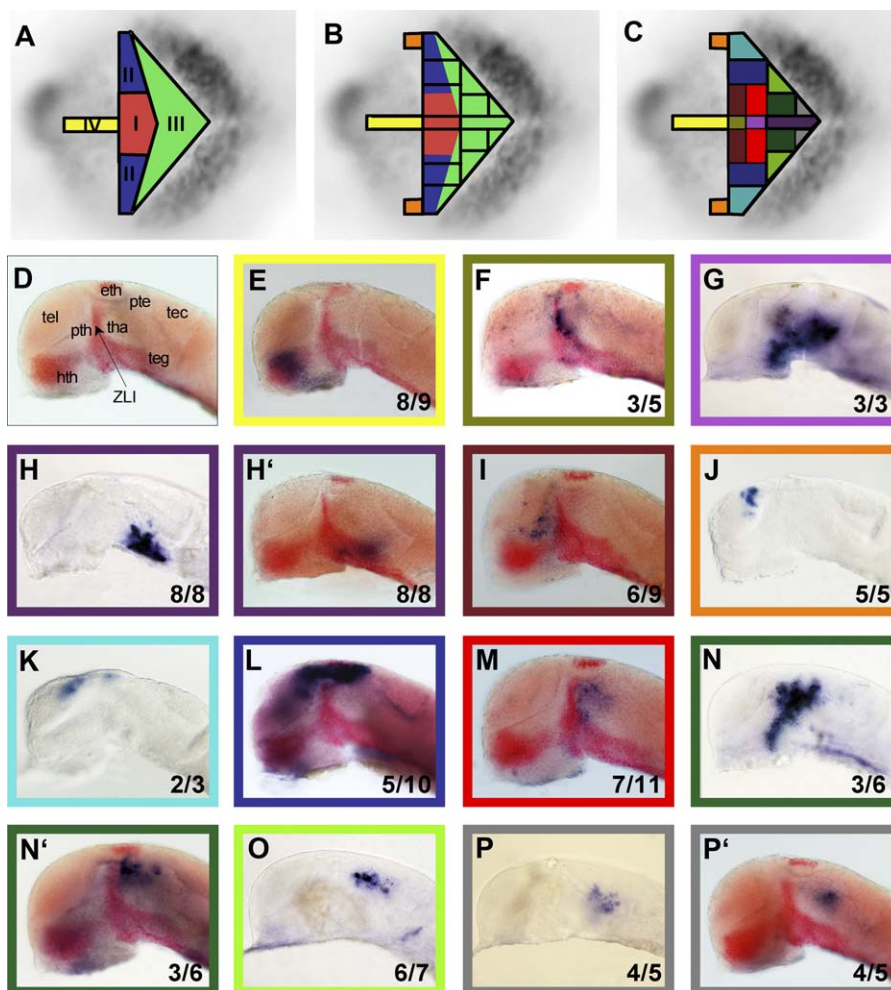 A
B
C
II
IV
I
III
II
D
eth
pte
tel
tec
pth
tha
teg
hth
ZLI
E
8/9
F
3/5
G
3/3
H
8/8
H‘
8/8
I
6/9
J
5/5
K
2/3
L
5/10
M
7/11
N
3/6
N‘
3/6
O
6/7
P
4/5
P‘
4/5